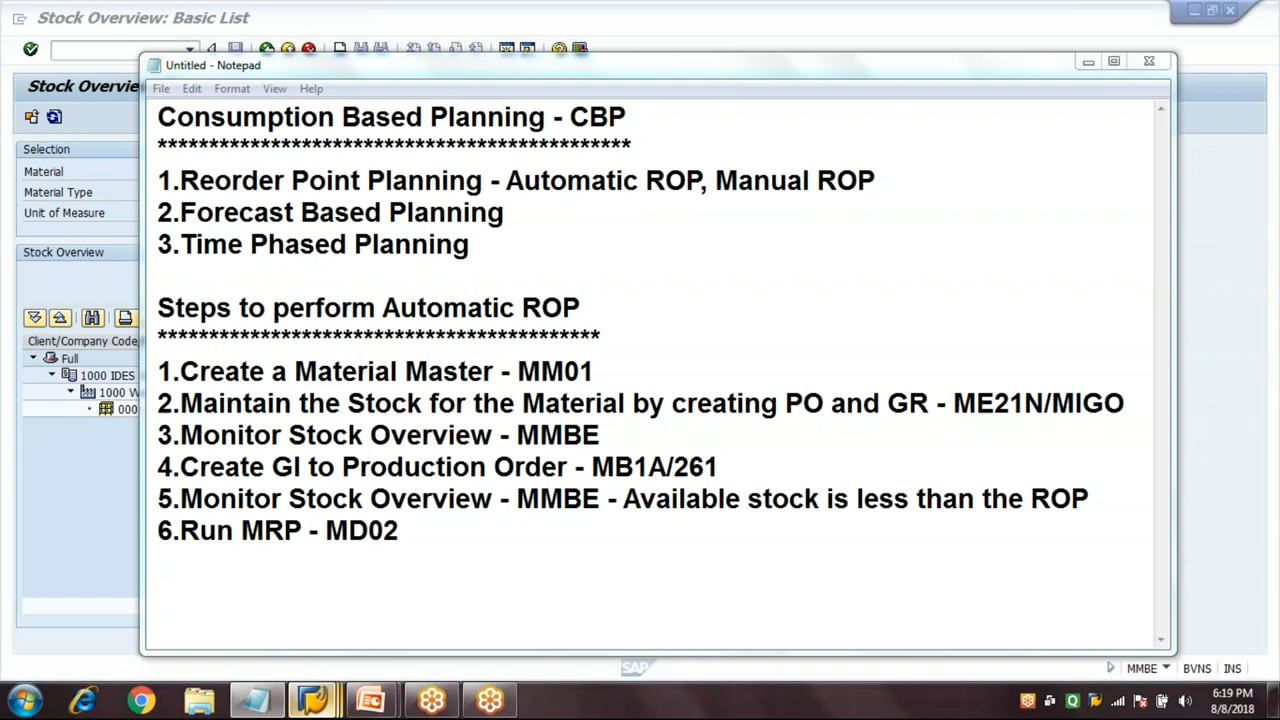 Stock Overview: Basic List
Untitled - Notepad
Stock Overvie
File Edit Format View Help
Consumption Based Planning - CBP
*********************************************
1.Reorder Point Planning - Automatic ROP, Manual ROP
2.Forecast Based Planning
3.Time Phased Planning
Steps to perform Automatic ROP
******************************************
1.Create a Material Master - MM01
2.Maintain the Stock for the Material by creating PO and GR - ME21N/MIGO
3.Monitor Stock Overview - MMBE
4.Create GI to Production Order - MB1A/261
5.Monitor Stock Overview - MMBE - Available stock is less than the ROP
6.Run MRP - MD02
Selection
Material
Material Type
Unit of Measure
Stock Overview
Client/Company Code
Full
1000 IDES
1000 W
000
SAP
MMBE BVNS INS
6:19 PM
8/8/2018